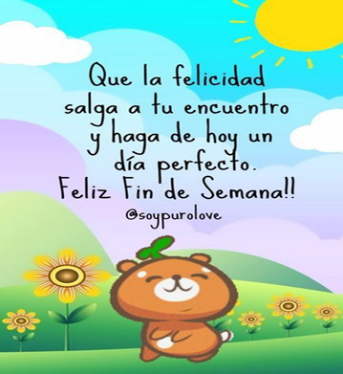 Que la felicidad
salga a tu encuentro
y haga de hoy un
día perfecto.
Feliz Fin de Semana!!
@soypurolove